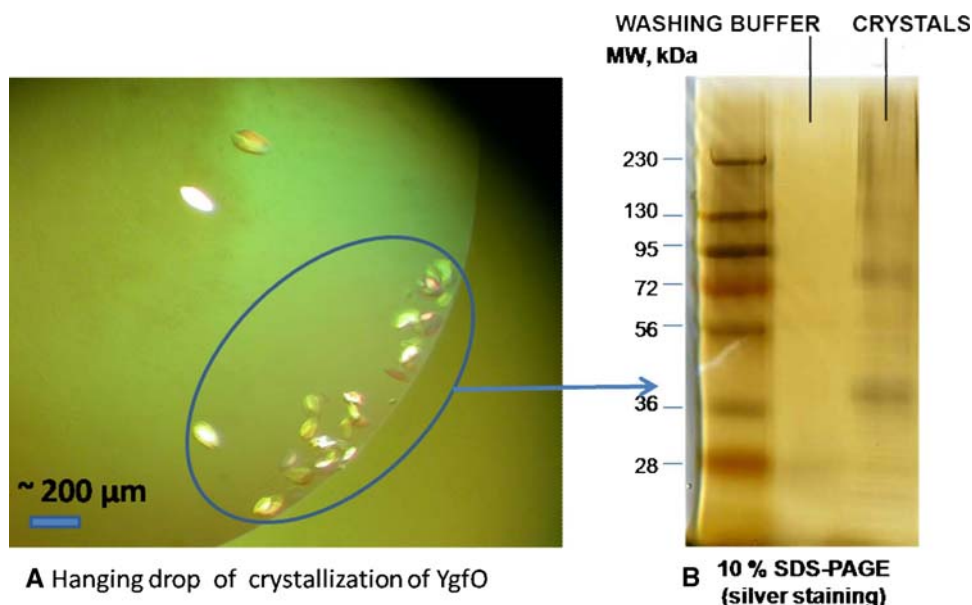 WASHING BUFFER CRYSTALS
MW, kDa
230
130
95
72
56
36
28
~ 200 µm
A Hanging drop of crystallization of YgfO
B 10 % SDS-PAGE
(silver staining)